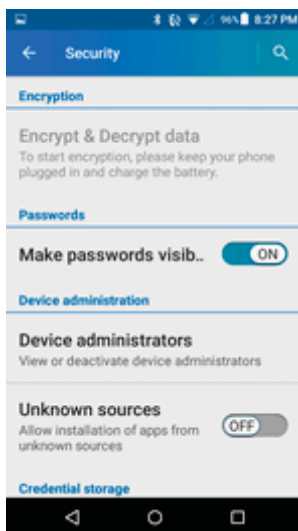 96% 8:27 PM
Security
Encryption
Encrypt & Decrypt data
To start encryption, please keep your phone
plugged in and charge the battery.
Passwords
Make passwords visib.. ON
Device administration
Device administrators
View or deactivate device administrators
Unknown sources
Allow installation of apps from
unknown sources
OFF
Credential storage